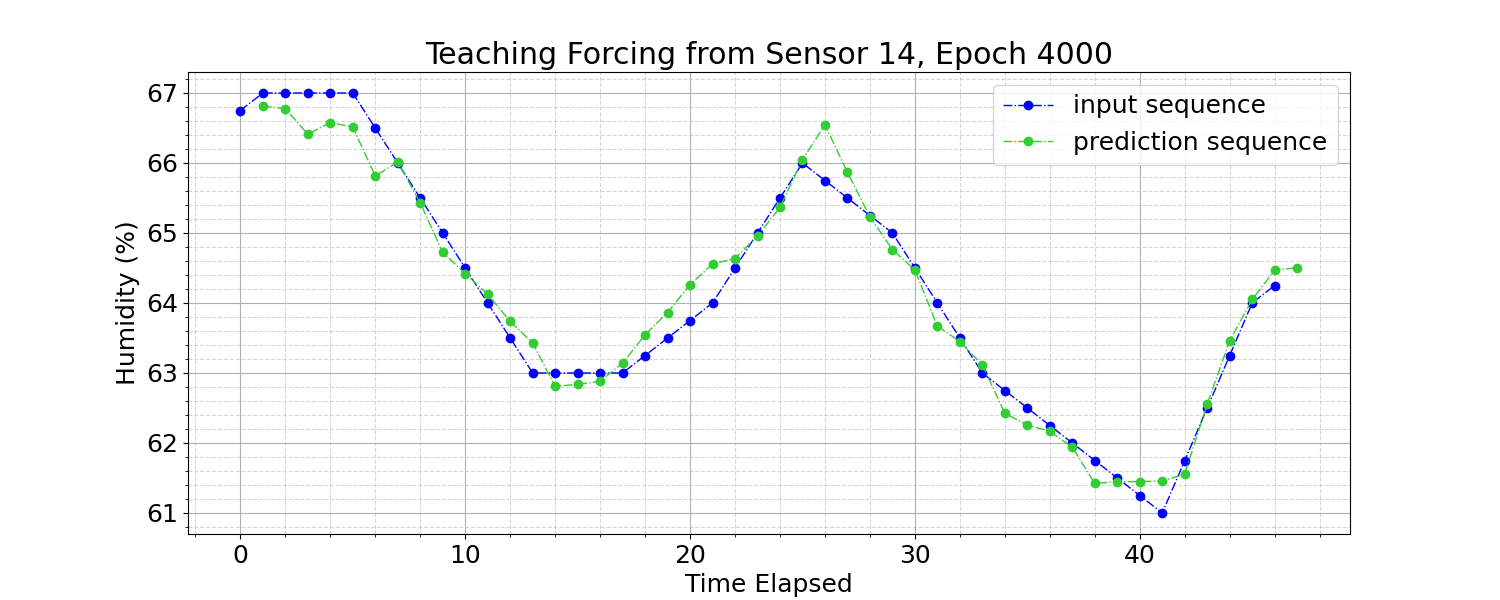 Teaching Forcing from Sensor 14, Epoch 4000
input sequence
prediction sequence
Humidity (%)
67
66
65
64
63
62
61
0 10 20 30 40
Time Elapsed